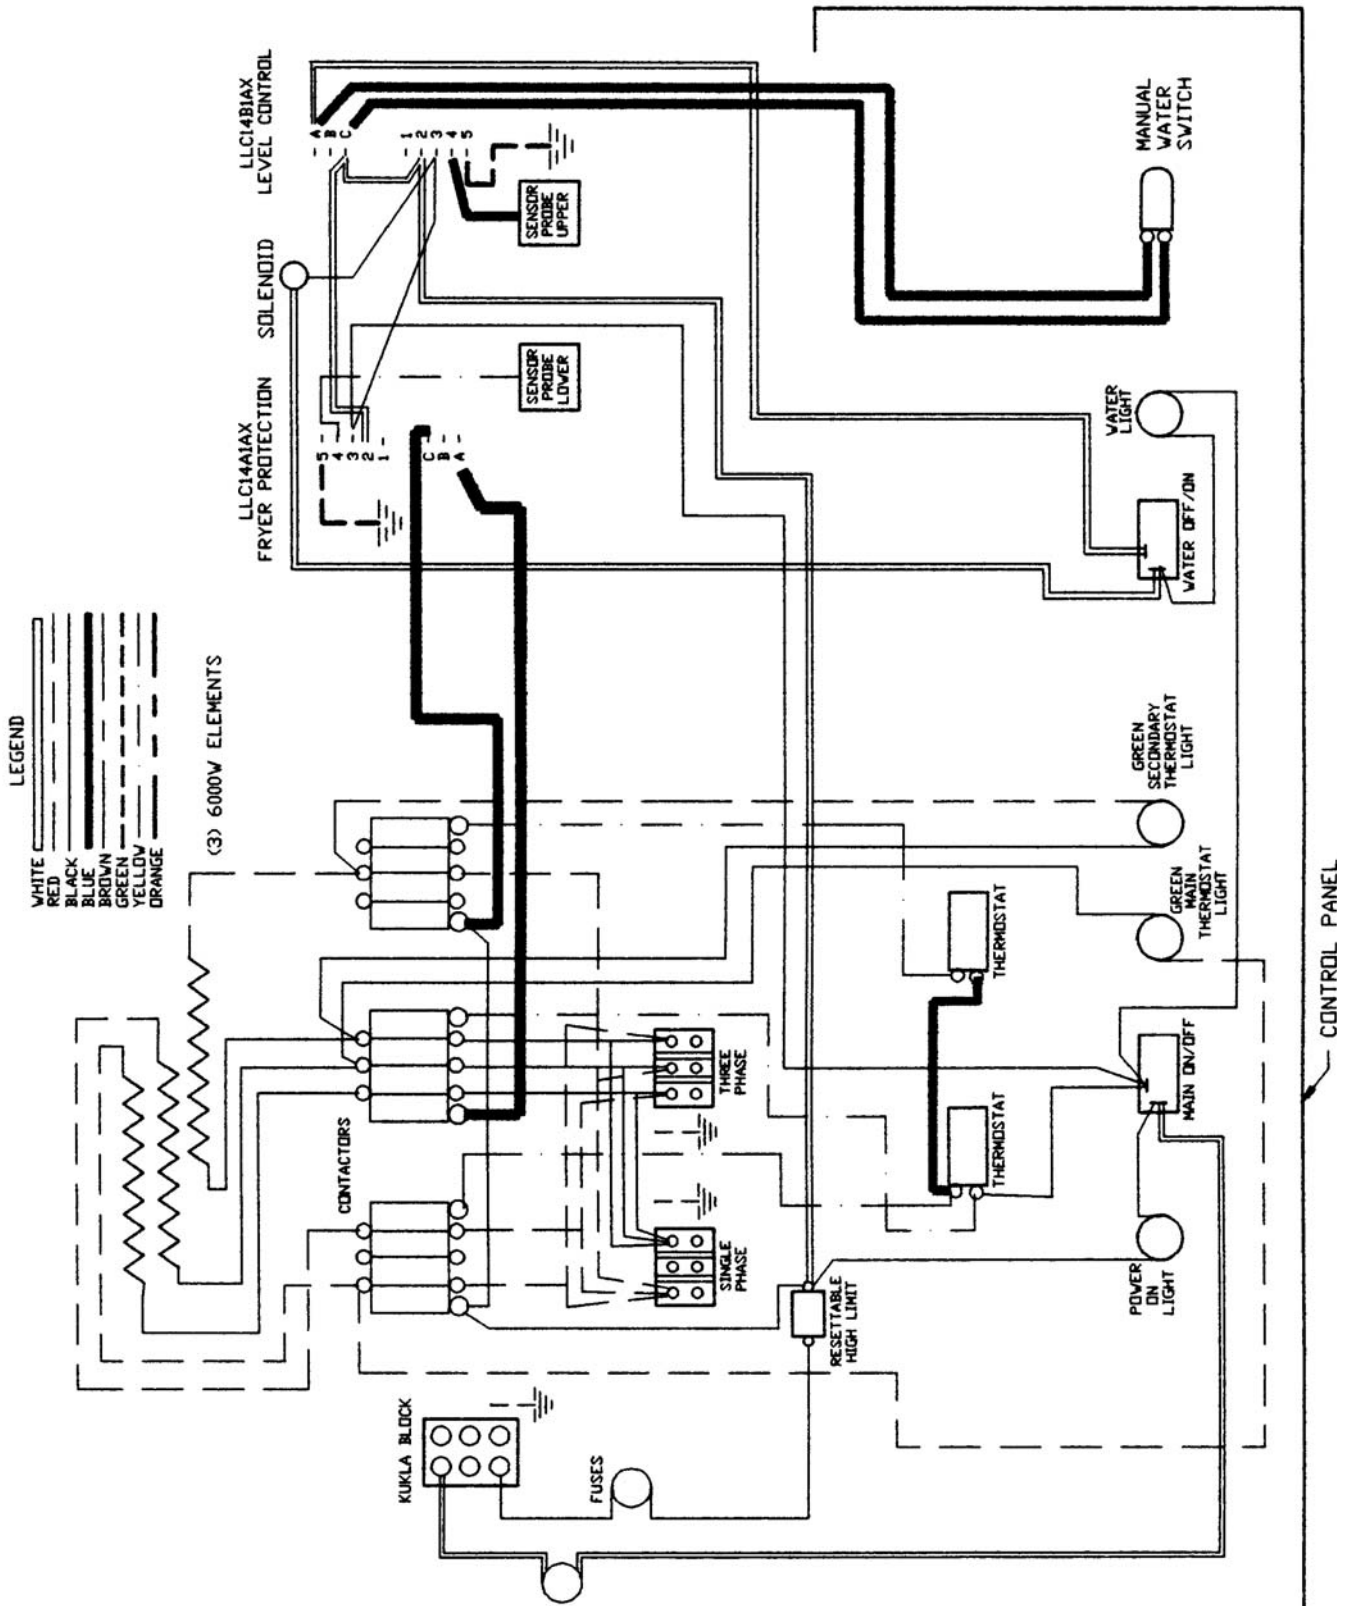 LEGEND
WHITE
RED
BLACK
BLUE
BROWN
GREEN
YELLOW
ORANGE
(3) 6000W ELEMENTS
LLC14B1AX
LEVEL CONTROL
A
B
C
1
2
3
4
5
SOLENOID
LLC14A1AX
FRYER PROTECTION
5
4
3
2
1
C
B
A
SENSOR
PROBE
UPPER
SENSOR
PROBE
LOWER
CONTACTORS
KUKLA BLOCK
FUSES
SINGLE
PHASE
THREE
PHASE
RESETTABLE
HIGH LIMIT
THERMOSTAT
THERMOSTAT
POWER
ON
LIGHT
MAIN ON/OFF
GREEN
MAIN
THERMOSTAT
LIGHT
GREEN
SECONDARY
THERMOSTAT
LIGHT
WATER OFF/ON
WATER
LIGHT
MANUAL
WATER
SWITCH
CONTROL PANEL